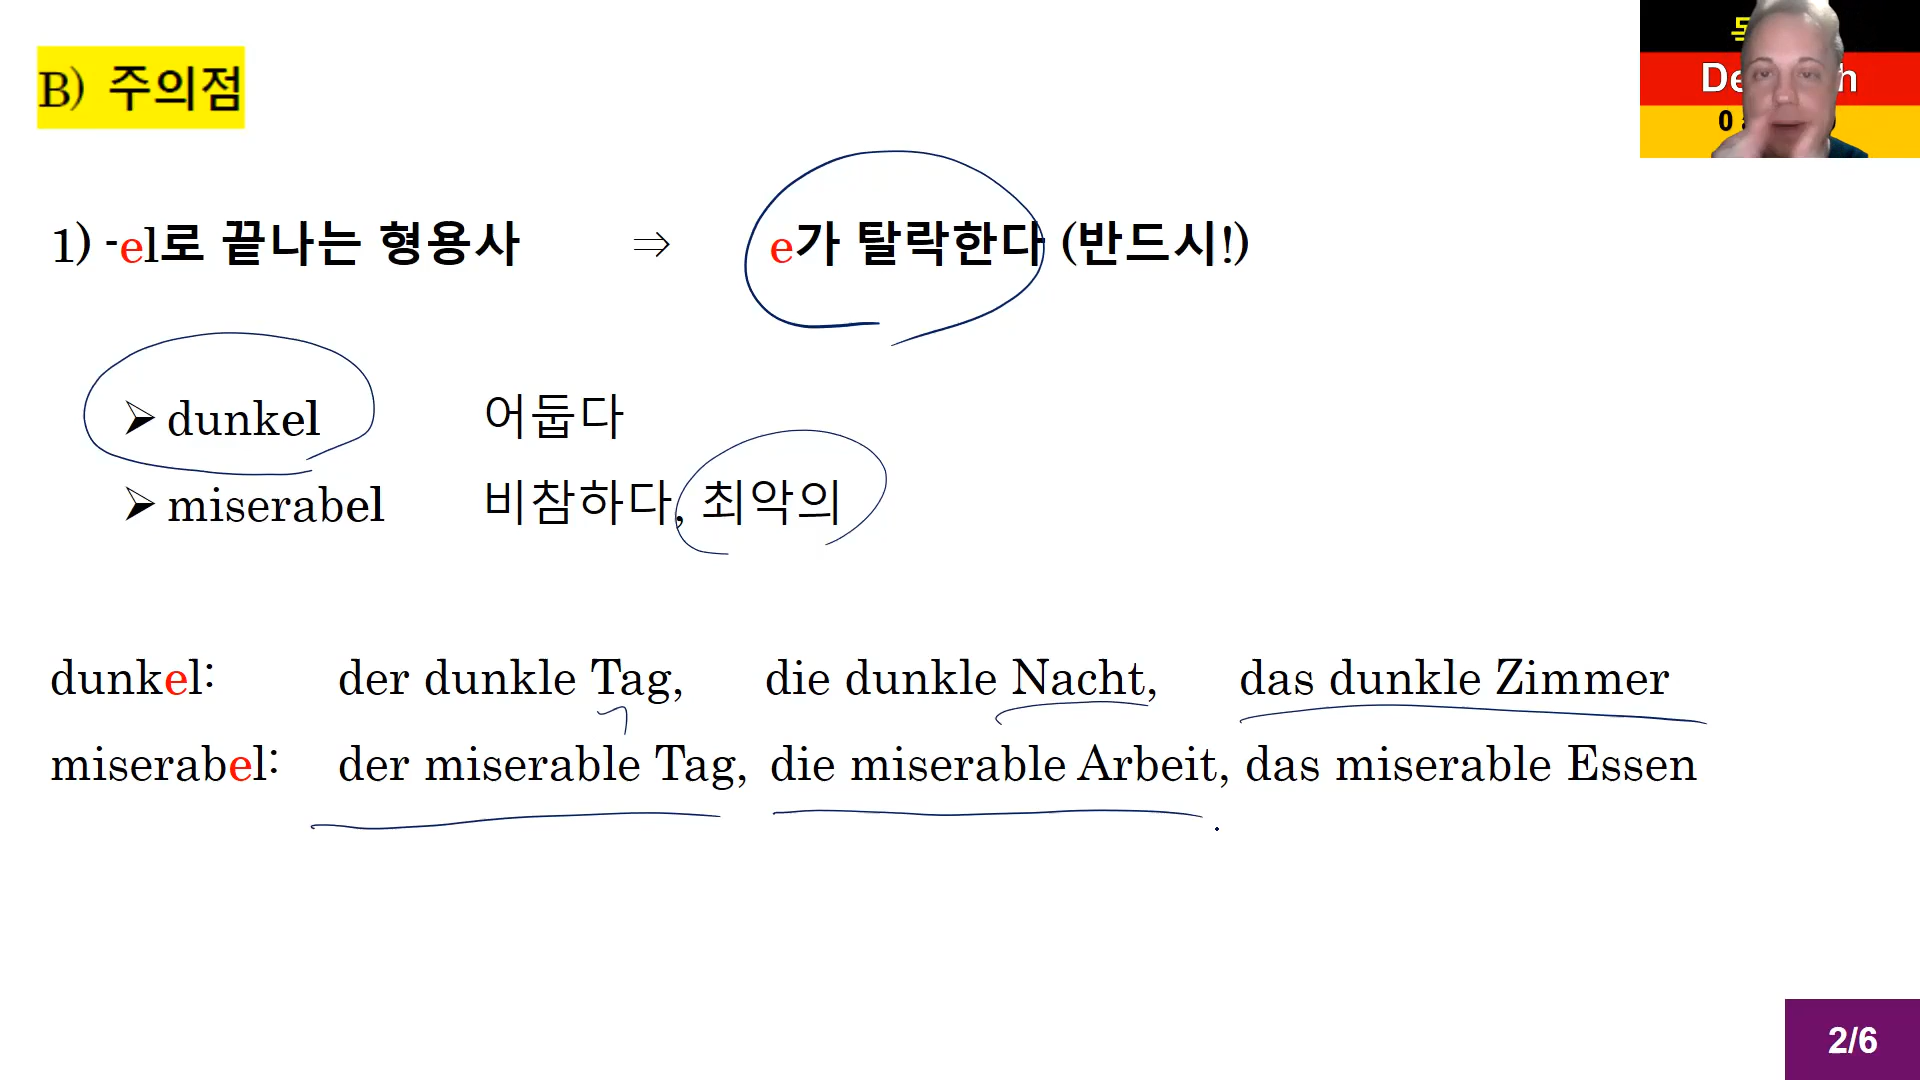 B) 주의점
1) -el로 끝나는 형용사 ⇒ e가 탈락한다 (반드시!)
➢ dunkel 어둡다
➢ miserabel 비참하다, 최악의
dunkel: der dunkle Tag, die dunkle Nacht, das dunkle Zimmer
miserabel: der miserable Tag, die miserable Arbeit, das miserable Essen
2/6